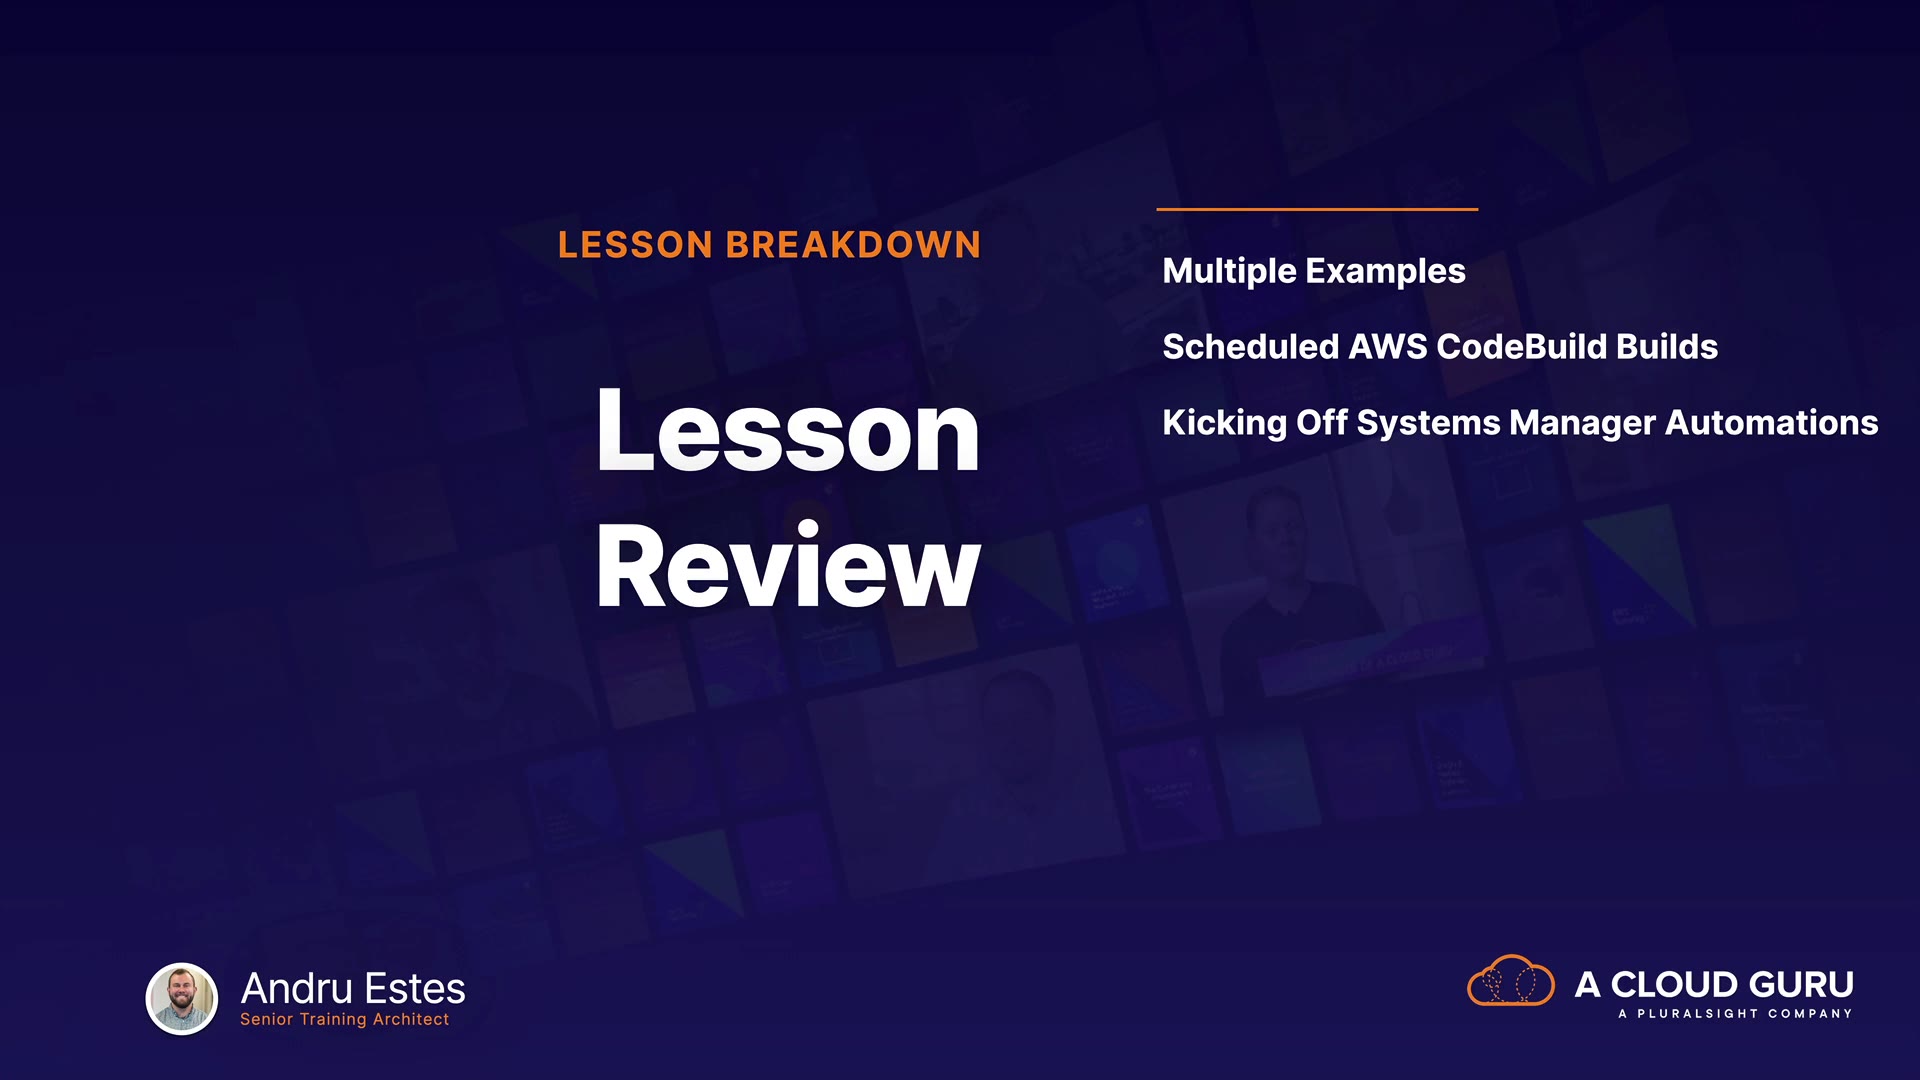 LESSON BREAKDOWN
Lesson
Review
Multiple Examples
Scheduled AWS CodeBuild Builds
Kicking Off Systems Manager Automations
Andru Estes
Senior Training Architect
A CLOUD GURU
A PLURALSIGHT COMPANY